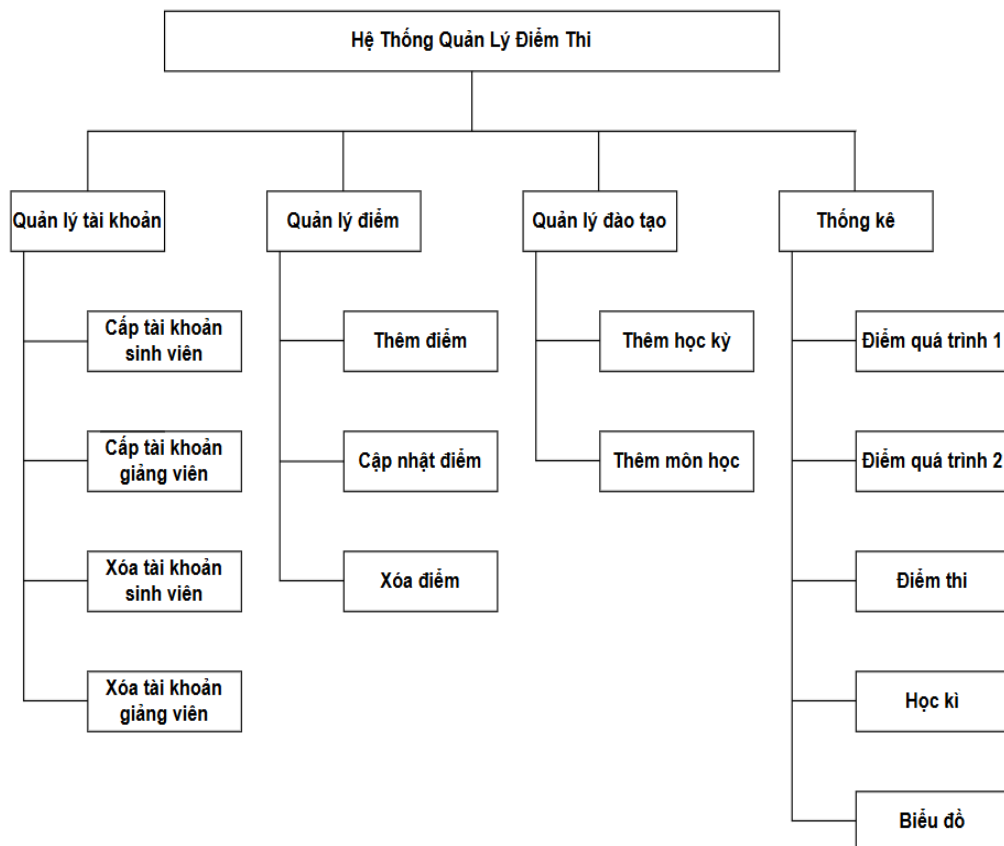 Hệ Thống Quản Lý Điểm Thi
Quản lý tài khoản
Quản lý điểm
Quản lý đào tạo
Thống kê
Cấp tài khoản
sinh viên
Thêm điểm
Thêm học kỳ
Điểm quá trình 1
Cấp tài khoản
giảng viên
Cập nhật điểm
Thêm môn học
Điểm quá trình 2
Xóa tài khoản
sinh viên
Xóa điểm
Điểm thi
Xóa tài khoản
giảng viên
Học kì
Biểu đồ